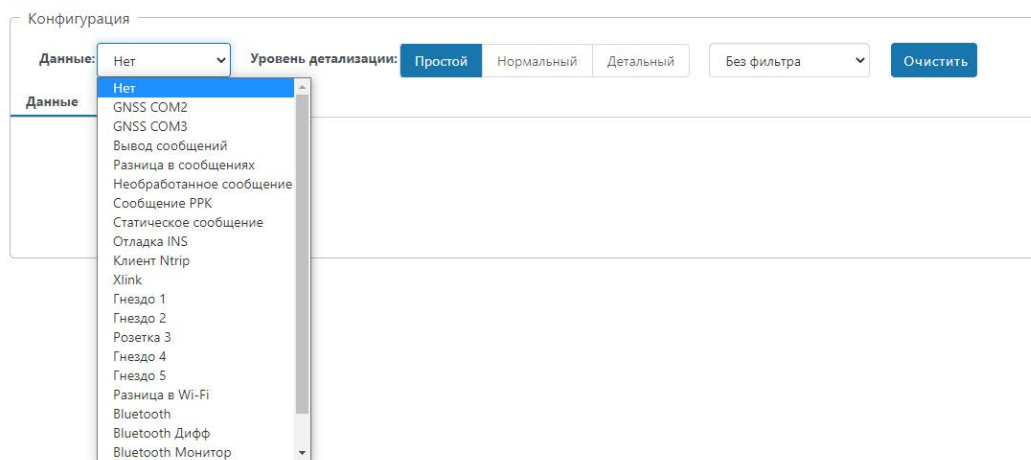 Конфигурация
Данные: Нет Уровень детализации: Простой Нормальный Детальный Без фильтра Очистить
Данные
Нет
GNSS COM2
GNSS COM3
Вывод сообщений
Разница в сообщениях
Необработанное сообщение
Сообщение PPK
Статическое сообщение
Отладка INS
Клиент Ntrip
Xlink
Гнездо 1
Гнездо 2
Розетка 3
Гнездо 4
Гнездо 5
Разница в Wi-Fi
Bluetooth
Bluetooth Дифф
Bluetooth Монитор